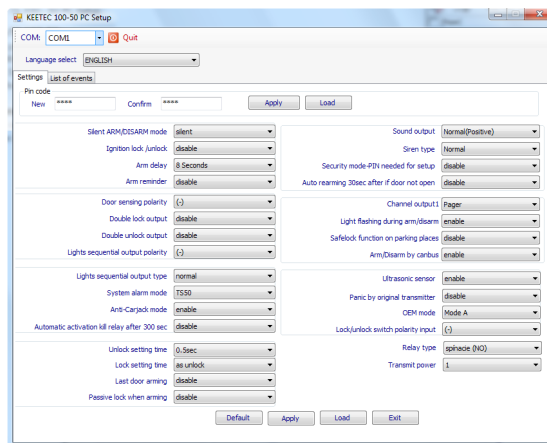 KEETEC 100-50 PC Setup
COM: COM1 Quit
Language select ENGLISH
Settings List of events
Pin code
New **** Confirm **** Apply Load
Silent ARM/DISARM mode silent
Ignition lock /unlock disable
Arm delay 8 Seconds
Arm reminder disable
Door sensing polarity (-)
Double lock output disable
Double unlock output disable
Lights sequential output polarity (-)
Lights sequential output type normal
System alarm mode TS50
Anti-Carjack mode enable
Automatic activation kill relay after 300 sec disable
Unlock setting time 0.5sec
Lock setting time as unlock
Last door arming disable
Passive lock when arming disable
Sound output Normal(Positive)
Siren type Normal
Security mode-PIN needed for setup disable
Auto rearming 30sec after if door not open disable
Channel output1 Pager
Light flashing during arm/disarm enable
Safelock function on parking places disable
Arm/Disarm by canbus enable
Ultrasonic sensor enable
Panic by original transmitter disable
OEM mode Mode A
Lock/unlock switch polarity input (-)
Relay type spínacie (NO)
Transmit power 1
Default Apply Load Exit